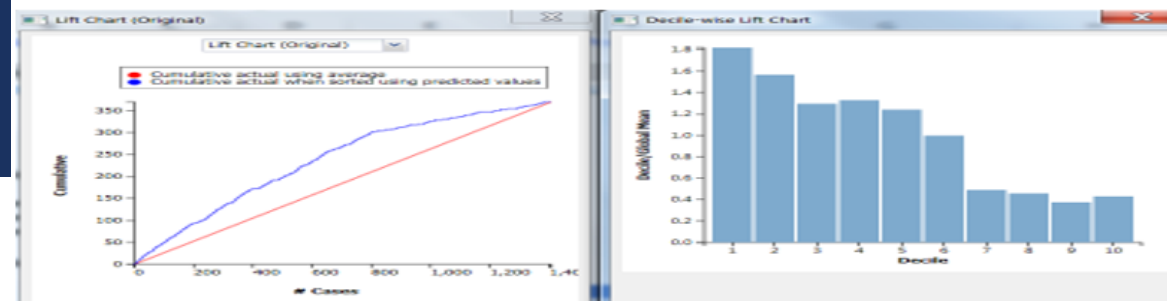 Lift Chart (Original)
Lift Chart (Original)
Cumulative actual using average
Cumulative actual when sorted using predicted values
Cumulative
350
300
250
200
150
100
50
0
0 200 400 600 800 1,000 1,200 1,40
# Cases
Decile-wise Lift Chart
Decile/Global Mean
1.8
1.6
1.4
1.2
1.0
0.8
0.6
0.4
0.2
0.0
1 2 3 4 5 6 7 8 9 10
Decile